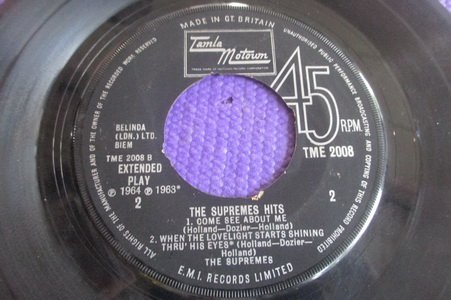 MADE IN GT. BRITAIN
ALL RIGHTS OF THE MANUFACTURER AND OF THE OWNER OF THE RECORDED WORK RESERVED
UNAUTHORISED PUBLIC PERFORMANCE BROADCASTING AND COPYING OF THIS RECORD PROHIBITED
Tamla
Motown
TM
TRADE MARK OF TAMLA MOTOWN RECORD CORPORATION
45
RPM.
TME 2008
BELINDA
(LDN.) LTD.
BIEM
TME 2008 B
EXTENDED
PLAY
℗ 1964 ℗ 1963*
2
2
THE SUPREMES HITS
1. COME SEE ABOUT ME
(Holland-Dozier-Holland)
2. WHEN THE LOVELIGHT STARTS SHINING
THRU' HIS EYES* (Holland-Dozier-
Holland)
THE SUPREMES
E.M.I. RECORDS LIMITED